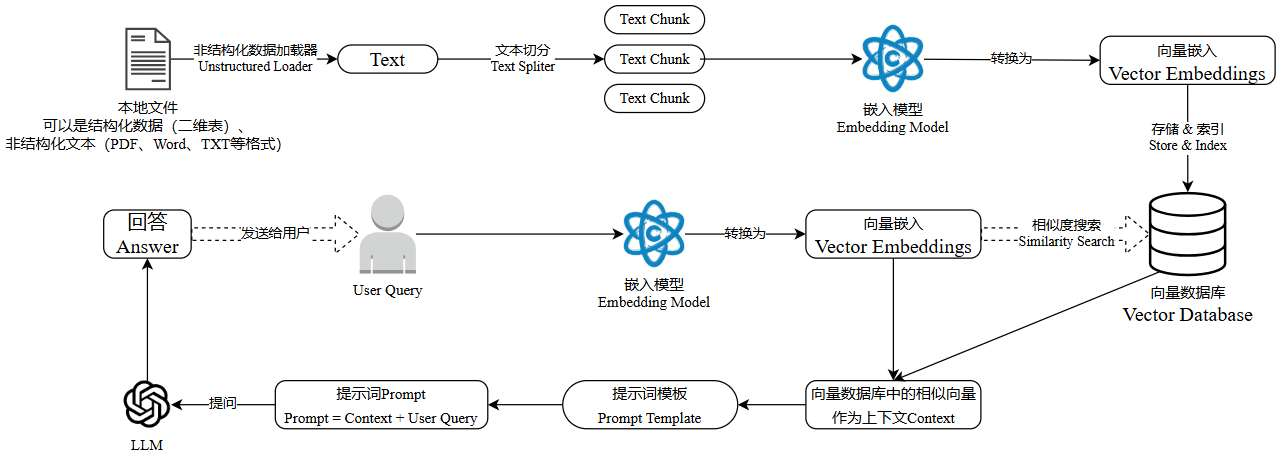 Text Chunk
非结构化数据加载器
Unstructured Loader
Text
文本切分
Text Spliter
Text Chunk
Text Chunk
本地文件
可以是结构化数据（二维表）、
非结构化文本（PDF、Word、TXT等格式）
嵌入模型
Embedding Model
转换为
向量嵌入
Vector Embeddings
存储 & 索引
Store & Index
回答
Answer
发送给用户
User Query
嵌入模型
Embedding Model
转换为
向量嵌入
Vector Embeddings
相似度搜索
Similarity Search
向量数据库
Vector Database
LLM
提问
提示词Prompt
Prompt = Context + User Query
提示词模板
Prompt Template
向量数据库中的相似向量
作为上下文Context